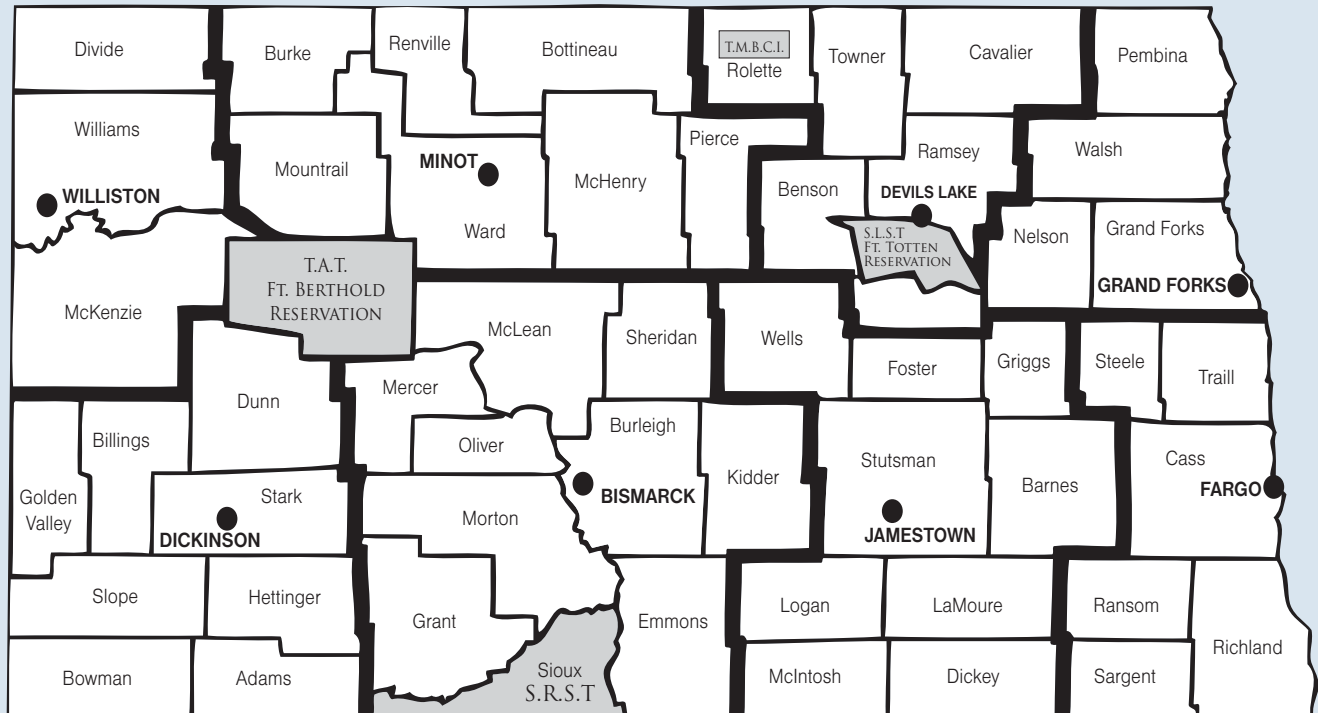 Divide
Burke
Renville
Bottineau
T.M.B.C.I.
Rolette
Towner
Cavalier
Pembina
Williams
WILLISTON
Mountrail
MINOT
Ward
McHenry
Pierce
Benson
Ramsey
DEVILS LAKE
S.L.S.T
FT. TOTTEN
RESERVATION
Walsh
Nelson
Grand Forks
GRAND FORKS
McKenzie
T.A.T.
FT. BERTHOLD
RESERVATION
McLean
Sheridan
Wells
Foster
Griggs
Steele
Traill
Dunn
Mercer
Oliver
Burleigh
BISMARCK
Kidder
Stutsman
JAMESTOWN
Barnes
Cass
FARGO
Golden
Valley
Billings
Stark
DICKINSON
Morton
Slope
Hettinger
Grant
Emmons
Logan
LaMoure
Ransom
Richland
Bowman
Adams
Sioux
S.R.S.T
McIntosh
Dickey
Sargent